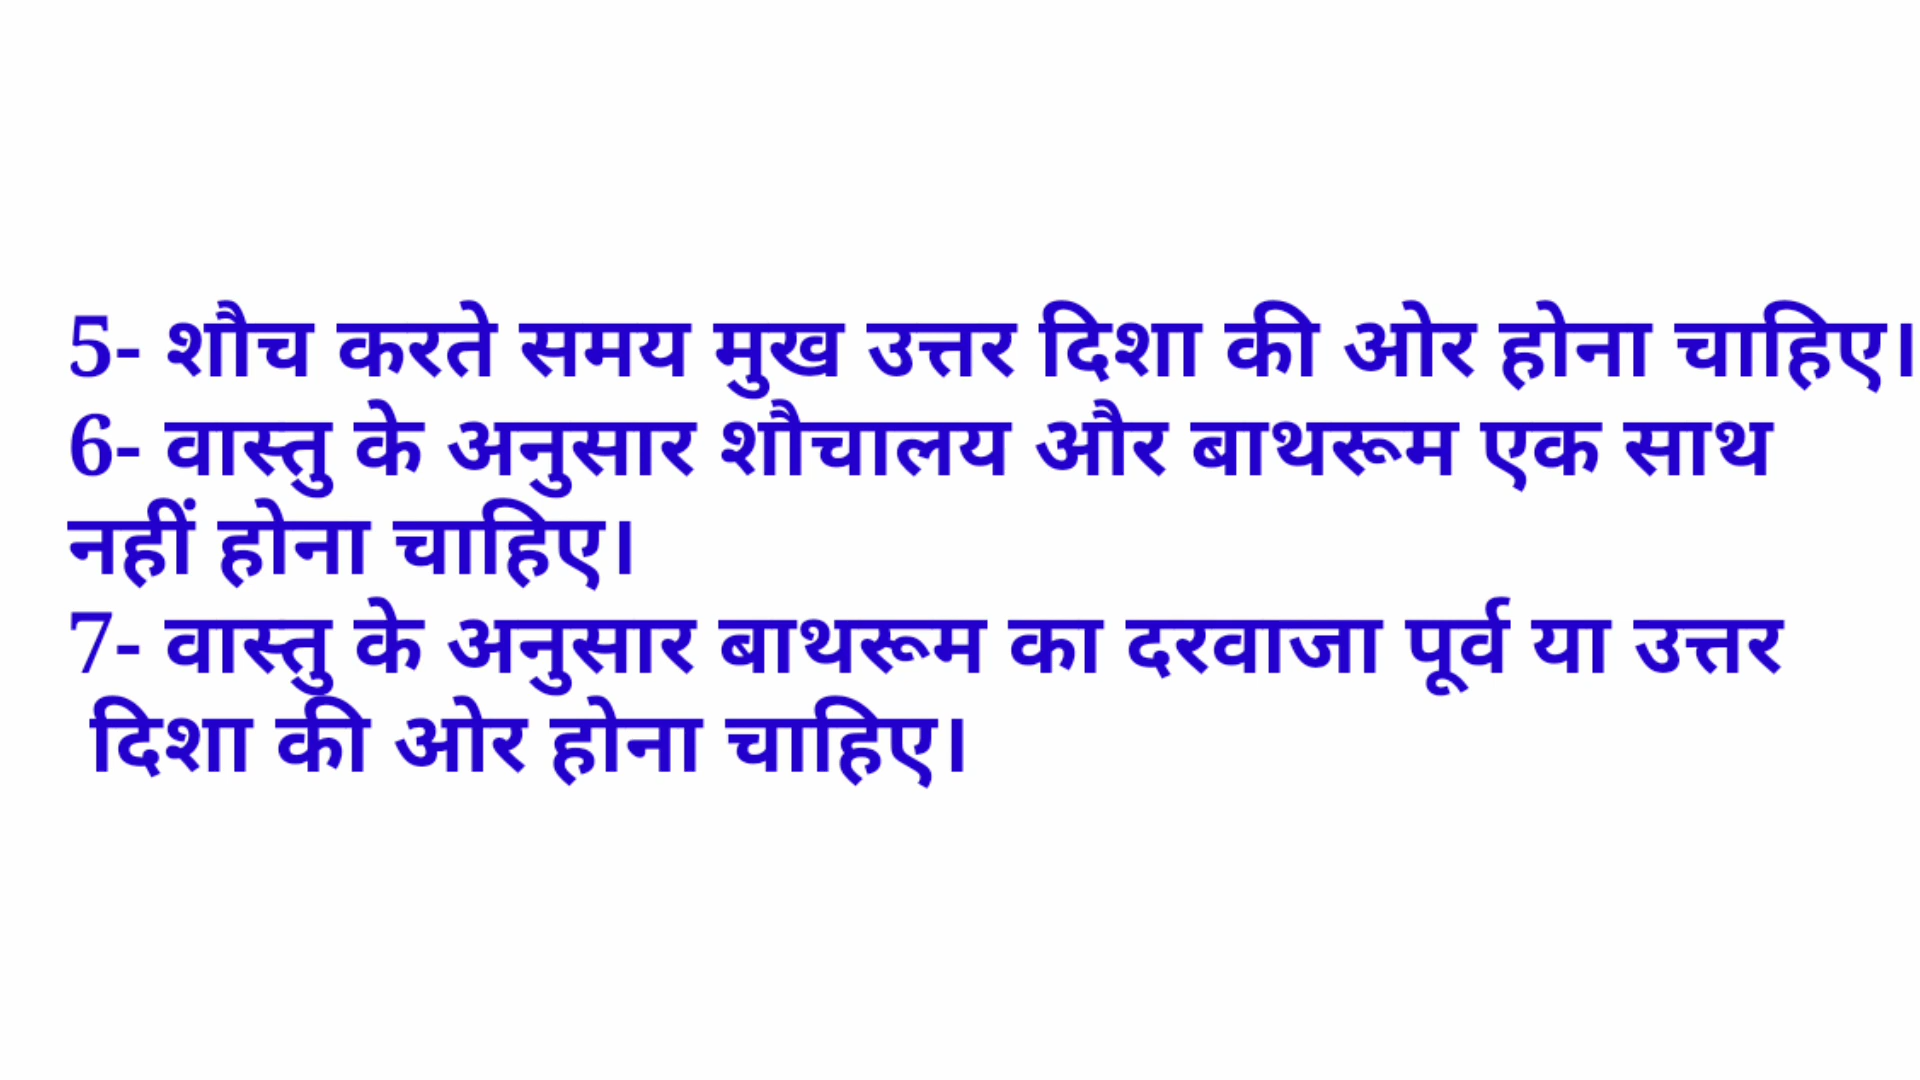 5- शौच करते समय मुख उत्तर दिशा की ओर होना चाहिए।
6- वास्तु के अनुसार शौचालय और बाथरूम एक साथ
नहीं होना चाहिए।
7- वास्तु के अनुसार बाथरूम का दरवाजा पूर्व या उत्तर
दिशा की ओर होना चाहिए।